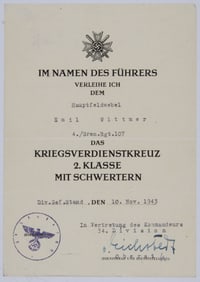 IM NAMEN DES FÜHRERS
VERLEIHE ICH
DEM
Hauptfeldwebel
Emil Wittmer
4./Gren.Rgt.107
DAS
KRIEGSVERDIENSTKREUZ
2. KLASSE
MIT SCHWERTERN
Div.Gef.Stand, DEN 10. Nov. 1943
In Vertretung des Kommandeurs
34. Division